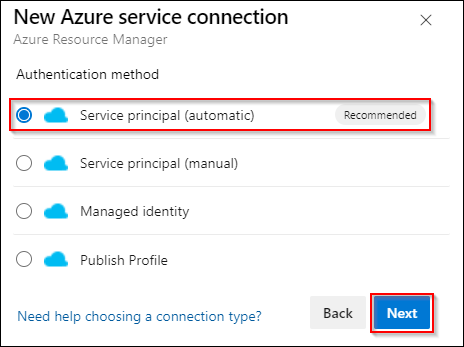 New Azure service connection
Azure Resource Manager
Authentication method
Service principal (automatic) Recommended
Service principal (manual)
Managed identity
Publish Profile
Need help choosing a connection type? Back Next